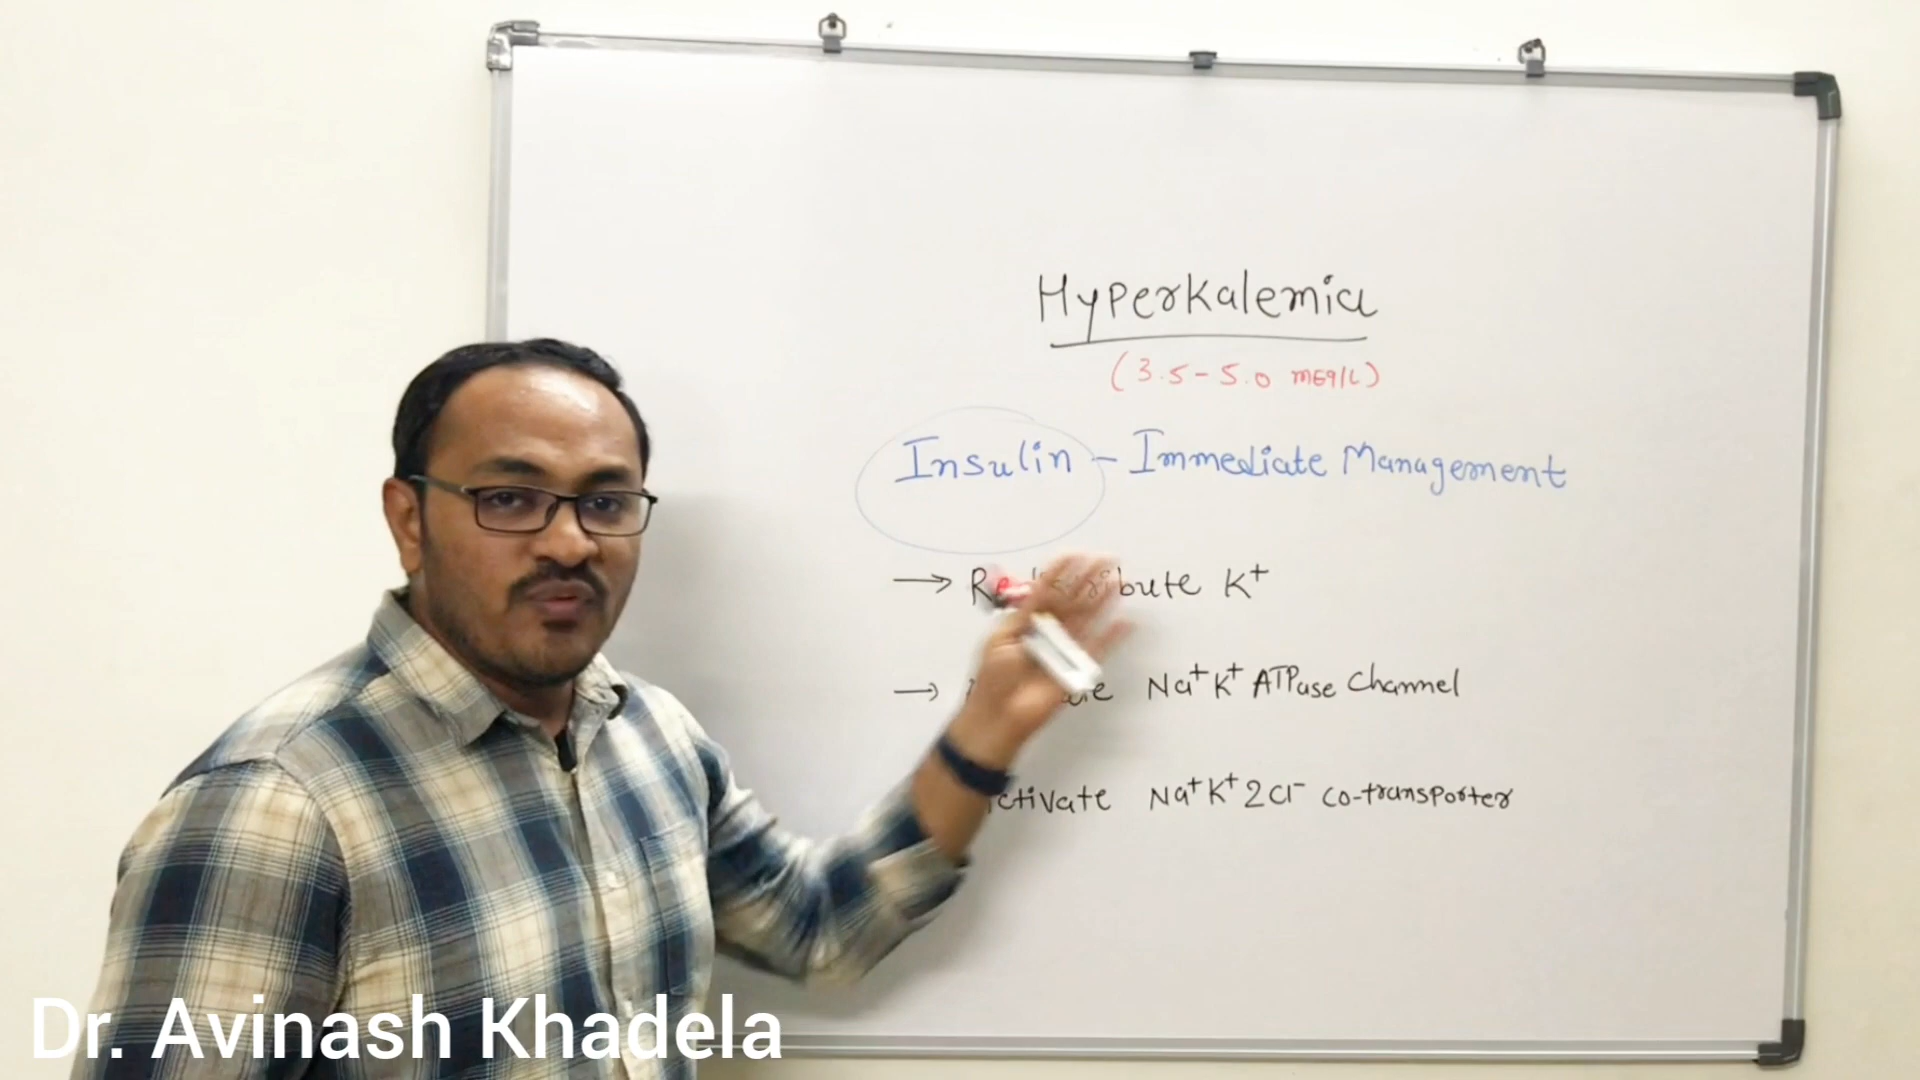 Hyperkalemia
(3.5-5.0 mEq/L)
Insulin - Immediate Management
→ Redistribute K⁺
→ Na⁺K⁺ ATPase Channel
Activate Na⁺K⁺2Cl⁻ co-transporter
Dr. Avinash Khadela